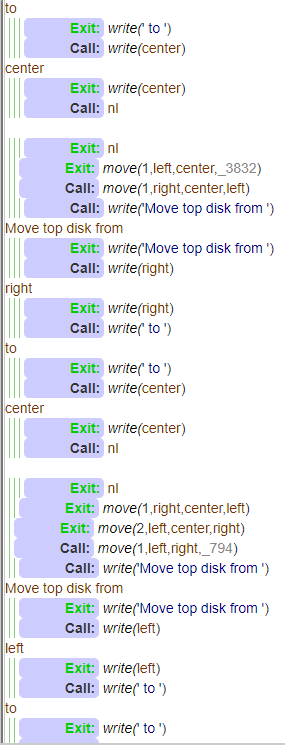 to
Exit: write(' to ')
Call: write(center)
center
Exit: write(center)
Call: nl
Exit: nl
Exit: move(1,left,center,_3832)
Call: move(1,right,center,left)
Call: write('Move top disk from ')
Move top disk from
Exit: write('Move top disk from ')
Call: write(right)
right
Exit: write(right)
Call: write(' to ')
to
Exit: write(' to ')
Call: write(center)
center
Exit: write(center)
Call: nl
Exit: nl
Exit: move(1,right,center,left)
Exit: move(2,left,center,right)
Call: move(1,left,right,_794)
Call: write('Move top disk from ')
Move top disk from
Exit: write('Move top disk from ')
Call: write(left)
left
Exit: write(left)
Call: write(' to ')
to
Exit: write(' to ')